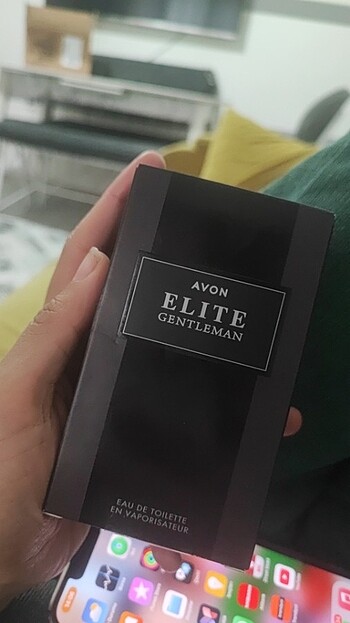 AVON
ELITE
GENTLEMAN
EAU DE TOILETTE
EN VAPORISATEUR